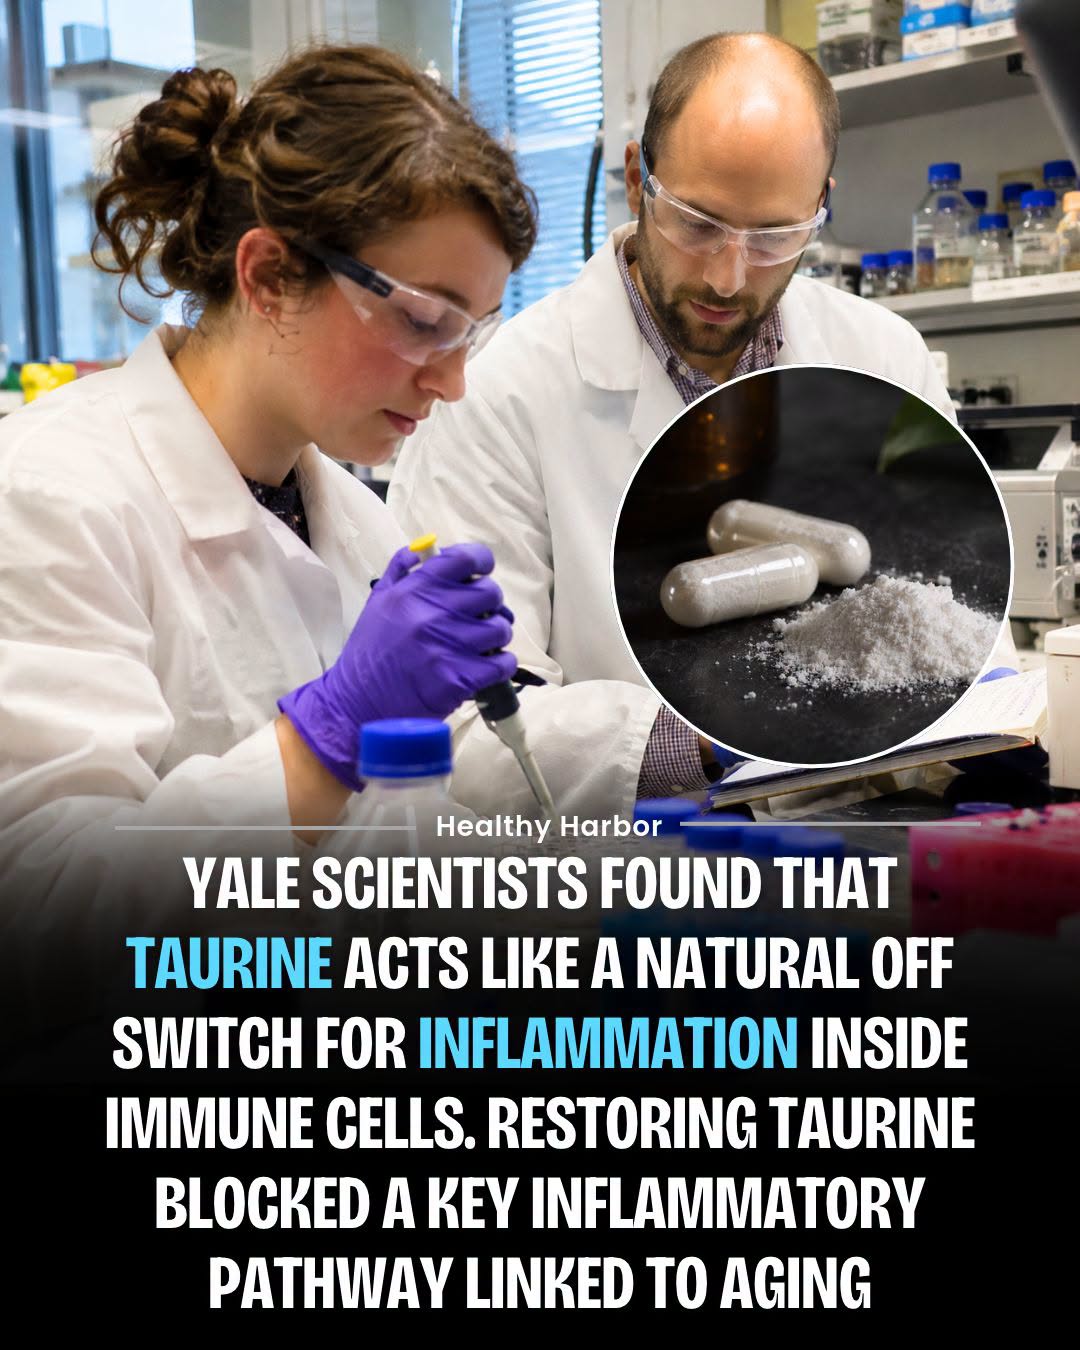 Healthy Harbor
YALE SCIENTISTS FOUND THAT
TAURINE ACTS LIKE A NATURAL OFF
SWITCH FOR INFLAMMATION INSIDE
IMMUNE CELLS. RESTORING TAURINE
BLOCKED A KEY INFLAMMATORY
PATHWAY LINKED TO AGING